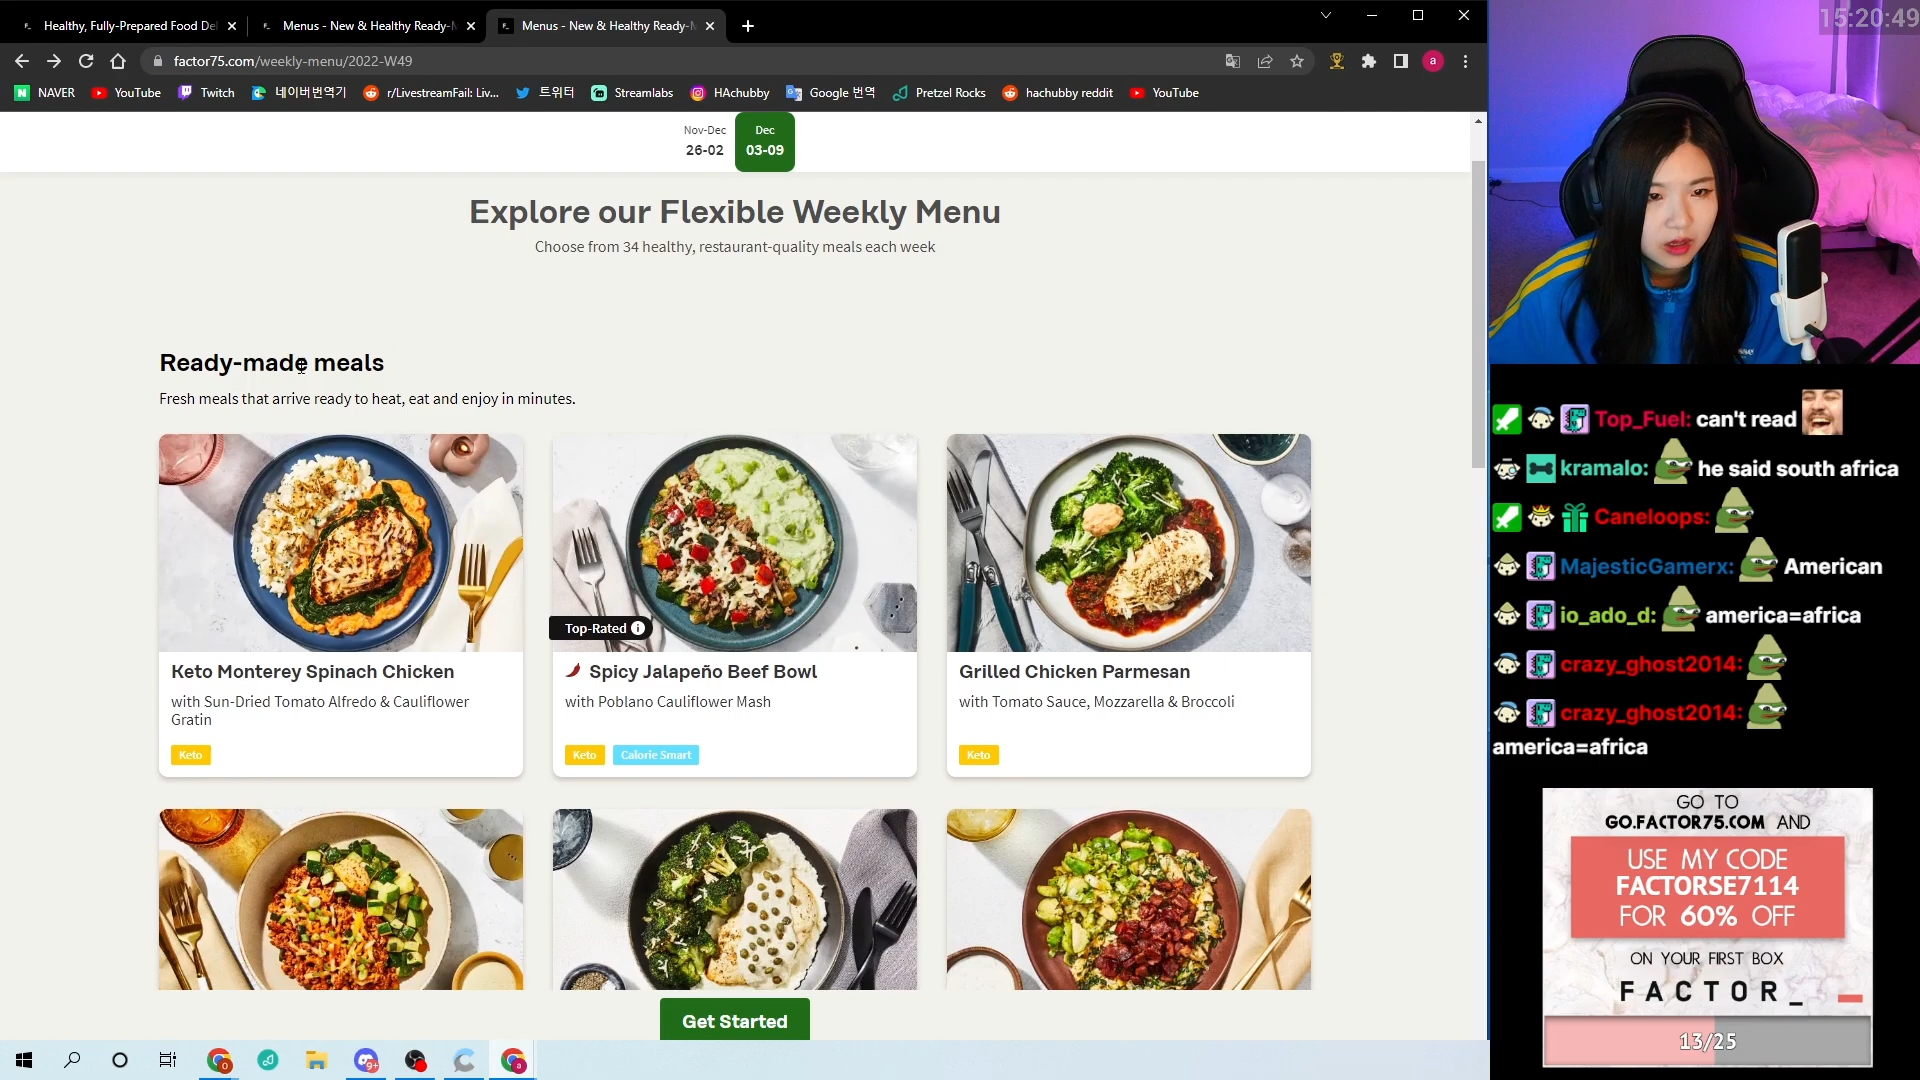 Healthy, Fully-Prepared Food De
Menus - New & Healthy Ready-M
Menus - New & Healthy Ready-M
factor75.com/weekly-menu/2022-W49
a
NAVER
YouTube
Twitch
네이버번역기
r/LivestreamFail: Liv...
트위터
Streamlabs
HAchubby
Google 번역
Pretzel Rocks
hachubby reddit
YouTube
Nov-Dec
26-02
Dec
03-09
Explore our Flexible Weekly Menu
Choose from 34 healthy, restaurant-quality meals each week
Ready-made meals
Fresh meals that arrive ready to heat, eat and enjoy in minutes.
Keto Monterey Spinach Chicken
with Sun-Dried Tomato Alfredo & Cauliflower
Gratin
Keto
Top-Rated
Spicy Jalapeño Beef Bowl
with Poblano Cauliflower Mash
Keto
Calorie Smart
Grilled Chicken Parmesan
with Tomato Sauce, Mozzarella & Broccoli
Keto
Get Started
9+
15:20:49
Top_Fuel: can't read
kramalo: he said south africa
Caneloops:
MajesticGamerx: American
io_ado_d: america=africa
crazy_ghost2014:
crazy_ghost2014:
america=africa
GO TO
GO.FACTOR75.COM AND
USE MY CODE
FACTORSE7114
FOR 60% OFF
ON YOUR FIRST BOX
FACTOR_
13/25